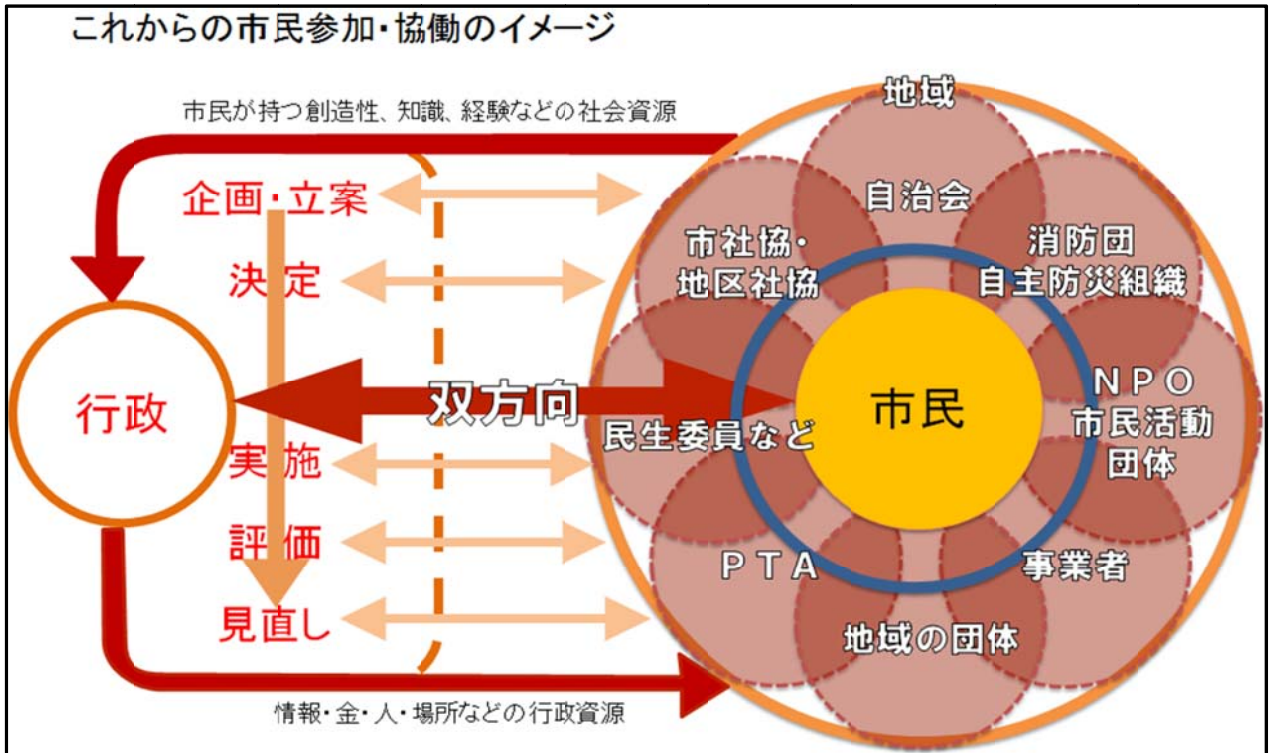 これからの市民参加・協働のイメージ
市民が持つ創造性、知識、経験などの社会資源
企画・立案
決定
実施
評価
見直し
行政
双方向
情報・金・人・場所などの行政資源
地域
自治会
市社協・
地区社協
消防団
自主防災組織
民生委員など
市民
NPO
市民活動
団体
PTA
事業者
地域の団体